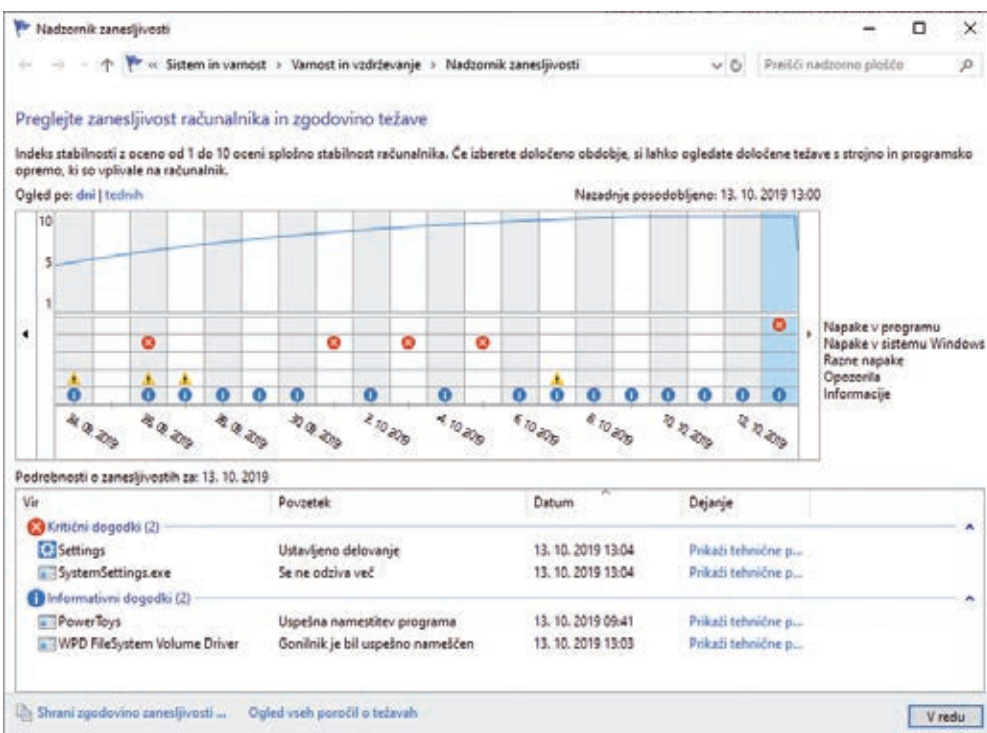 Nadzornik zanesljivosti
« Sistem in varnost › Varnost in vzdrževanje › Nadzornik zanesljivosti
Preišči nadzorno ploščo
Preglejte zanesljivost računalnika in zgodovino težave
Indeks stabilnosti z oceno od 1 do 10 oceni splošno stabilnost računalnika. Če izberete določeno obdobje, si lahko ogledate določene težave s strojno in programsko
opremo, ki so vplivale na računalnik.
Ogled po: dni | tednih
Nazadnje posodobljeno: 13. 10. 2019 13:00
10
5
1
Napake v programu
Napake v sistemu Windows
Razne napake
Opozorila
Informacije
24. 09. 2019
26. 09. 2019
28. 09. 2019
30. 09. 2019
2. 10. 2019
4. 10. 2019
6. 10. 2019
8. 10. 2019
10. 10. 2019
12. 10. 2019
Podrobnosti o zanesljivostih za: 13. 10. 2019
Vir Povzetek Datum Dejanje
Kritični dogodki (2)
Settings Ustavljeno delovanje 13. 10. 2019 13:04 Prikaži tehnične p...
SystemSettings.exe Se ne odziva več 13. 10. 2019 13:04 Prikaži tehnične p...
Informativni dogodki (2)
PowerToys Uspešna namestitev programa 13. 10. 2019 09:41 Prikaži tehnične p...
WPD FileSystem Volume Driver Gonilnik je bil uspešno nameščen 13. 10. 2019 13:03 Prikaži tehnične p...
Shrani zgodovino zanesljivosti ... Ogled vseh poročil o težavah
V redu